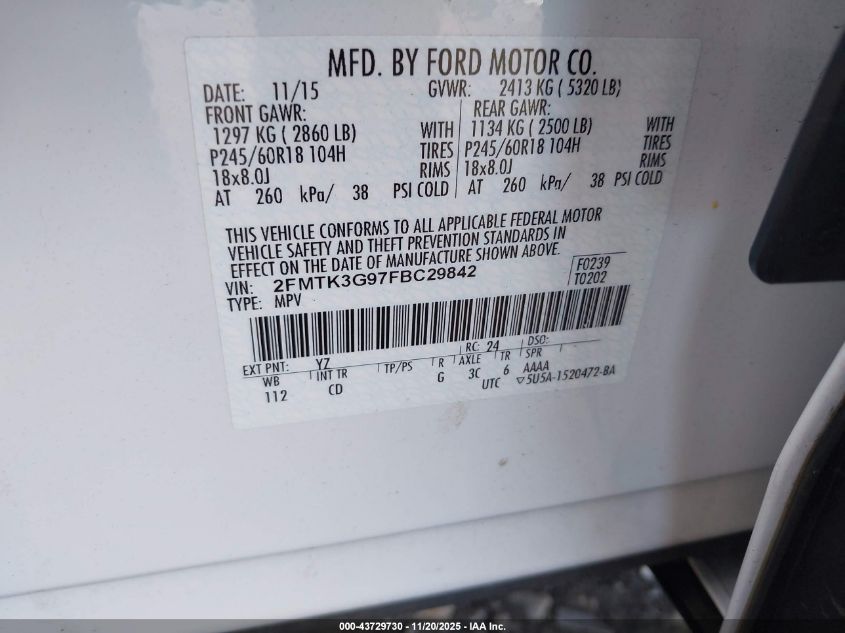 MFD. BY FORD MOTOR CO.
DATE: 11/15 GVWR: 2413 KG ( 5320 LB)
FRONT GAWR: REAR GAWR:
1297 KG ( 2860 LB) WITH 1134 KG ( 2500 LB) WITH
P245/60R18 104H TIRES P245/60R18 104H TIRES
18x8.0J RIMS 18x8.0J RIMS
AT 260 kPa/ 38 PSI COLD AT 260 kPa/ 38 PSI COLD
THIS VEHICLE CONFORMS TO ALL APPLICABLE FEDERAL MOTOR
VEHICLE SAFETY AND THEFT PREVENTION STANDARDS IN
EFFECT ON THE DATE OF MANUFACTURE SHOWN ABOVE.
VIN: 2FMTK3G97FBC29842 F0239
TYPE: MPV T0202
EXT PNT: YZ RC: 24 DSO:
WB INT TR TP/PS R AXLE TR SPR
112 CD G 3C 6 AAAA
UTC ▽5U5A-1520472-BA
000-43729730 - 11/20/2025 - IAA Inc.